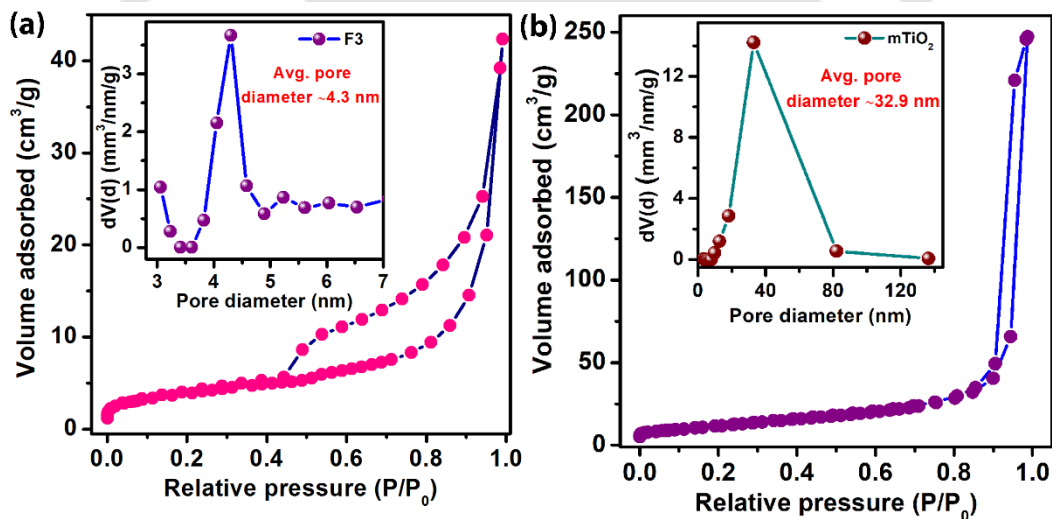 (a)
Volume adsorbed (cm³/g)
40
30
20
10
0
0.0 0.2 0.4 0.6 0.8 1.0
Relative pressure (P/P₀)
dV(d) (mm³/nm/g)
3
2
1
0
3 4 5 6 7
Pore diameter (nm)
F3
Avg. pore
diameter ~4.3 nm
(b)
Volume adsorbed (cm³/g)
250
200
150
100
50
0
0.0 0.2 0.4 0.6 0.8 1.0
Relative pressure (P/P₀)
dV(d) (mm³/nm/g)
12
8
4
0
0 40 80 120
Pore diameter (nm)
mTiO₂
Avg. pore
diameter ~32.9 nm